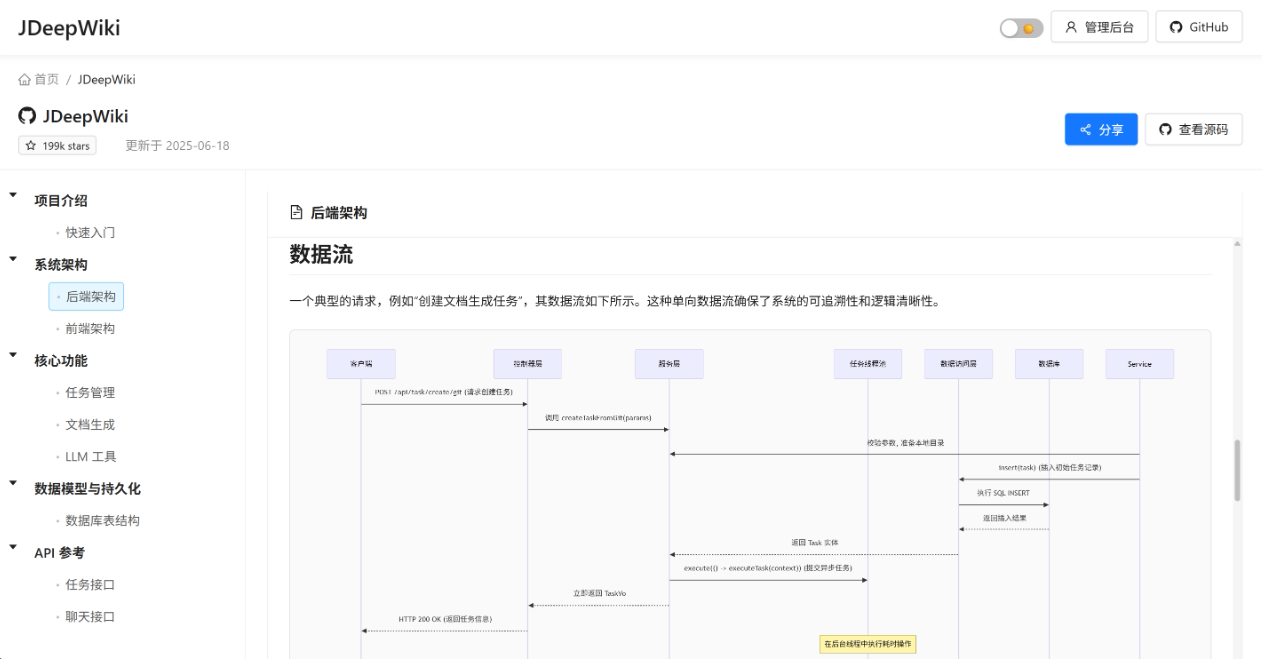 JDeepWiki
管理后台
GitHub
首页 / JDeepWiki
JDeepWiki
199k stars
更新于 2025-06-18
分享
查看源码
项目介绍
快速入门
系统架构
后端架构
前端架构
核心功能
任务管理
文档生成
LLM 工具
数据模型与持久化
数据库表结构
API 参考
任务接口
聊天接口
后端架构
数据流
一个典型的请求，例如“创建文档生成任务”，其数据流如下所示。这种单向数据流确保了系统的可追溯性和逻辑清晰性。
客户端
控制器层
服务层
任务线程池
数据访问层
数据库
Service
POST /api/task/create/git (请求创建任务)
调用 createTaskFromGit(params)
校验参数, 准备本地目录
insert(task) (插入初始任务记录)
执行 SQL INSERT
返回插入结果
返回 Task 实体
execute(() -> executeTask(context)) (提交异步任务)
立即返回 TaskVo
HTTP 200 OK (返回任务信息)
在后台线程中执行耗时操作